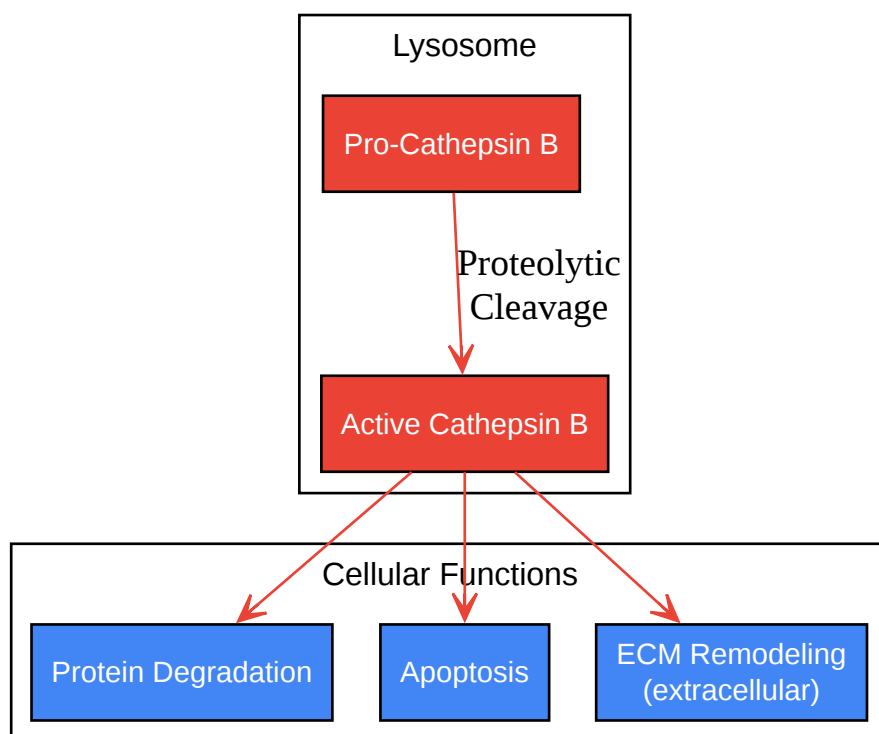 Lysosome
Pro-Cathepsin B
Proteolytic
Cleavage
Active Cathepsin B
Cellular Functions
Protein Degradation
Apoptosis
ECM Remodeling
(extracellular)